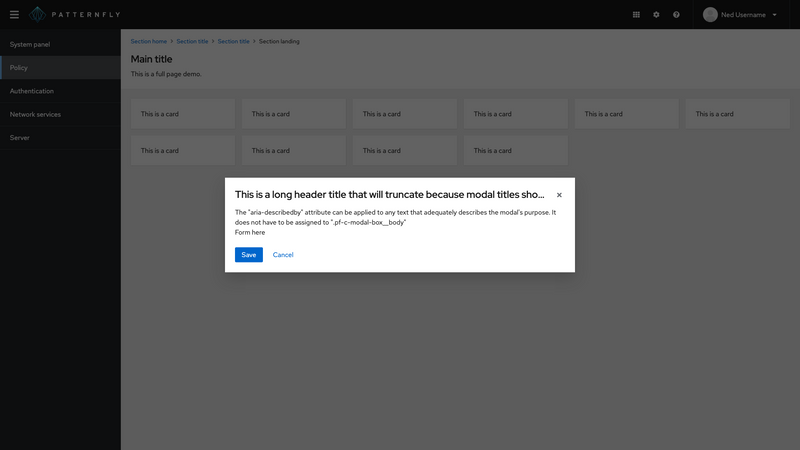 PATTERNFLY
Ned Username
System panel
Policy
Authentication
Network services
Server
Section home > Section title > Section title > Section landing
Main title
This is a full page demo.
This is a card This is a card This is a card This is a card This is a card This is a card
This is a card This is a card This is a card This is a card
This is a long header title that will truncate because modal titles sho...
The "aria-describedby" attribute can be applied to any text that adequately describes the modal's purpose. It
does not have to be assigned to ".pf-c-modal-box__body"
Form here
Save Cancel